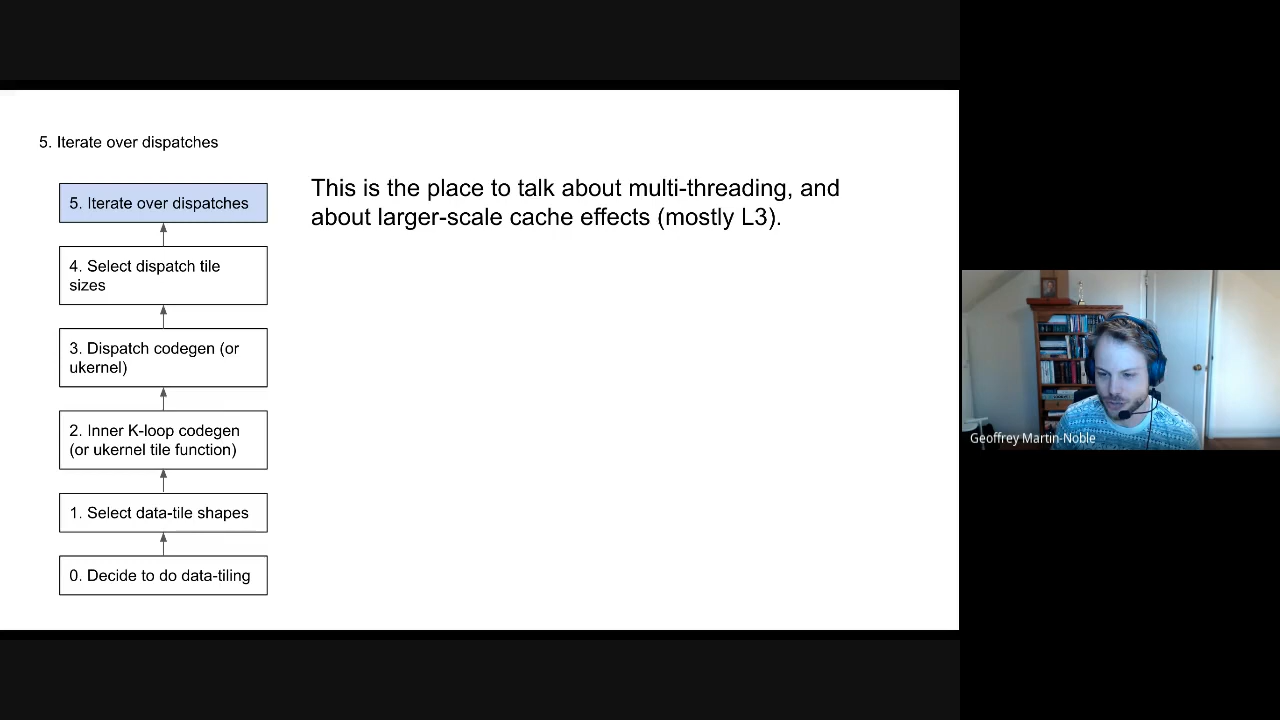 5. Iterate over dispatches
5. Iterate over dispatches
4. Select dispatch tile
sizes
3. Dispatch codegen (or
ukernel)
2. Inner K-loop codegen
(or ukernel tile function)
1. Select data-tile shapes
0. Decide to do data-tiling
This is the place to talk about multi-threading, and
about larger-scale cache effects (mostly L3).
Geoffrey Martin-Noble